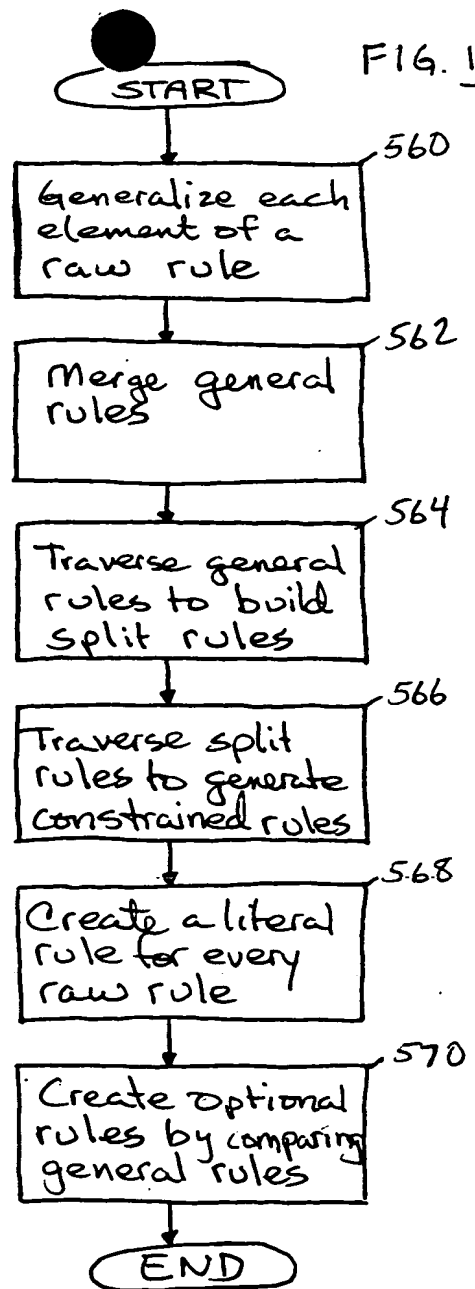 FIG. 1
START
560
Generalize each
element of a
raw rule
562
Merge general
rules
564
Traverse general
rules to build
split rules
566
Traverse split
rules to generate
constrained rules
568
Create a literal
rule for every
raw rule
570
Create optional
rules by comparing
general rules
END